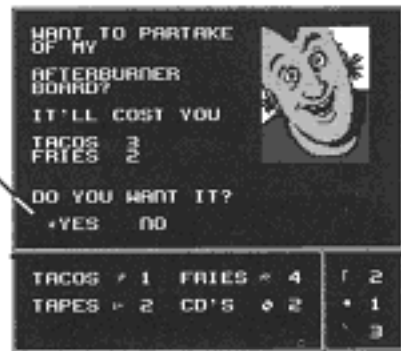 WANT TO PARTAKE
OF MY
AFTERBURNER
BOARD?
IT'LL COST YOU
TACOS 3
FRIES 2
DO YOU WANT IT?
YES NO
TACOS 1 FRIES 4 2
TAPES 2 CD'S 2 1
3